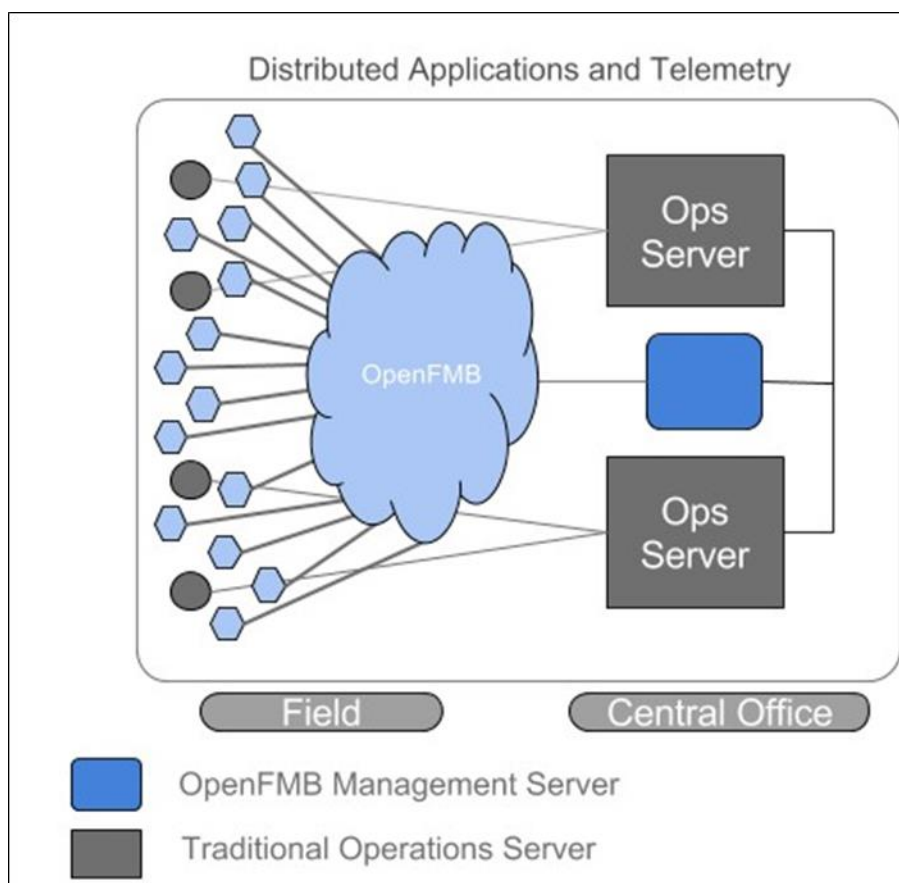 Distributed Applications and Telemetry
Ops
Server
OpenFMB
Ops
Server
Field
Central Office
OpenFMB Management Server
Traditional Operations Server